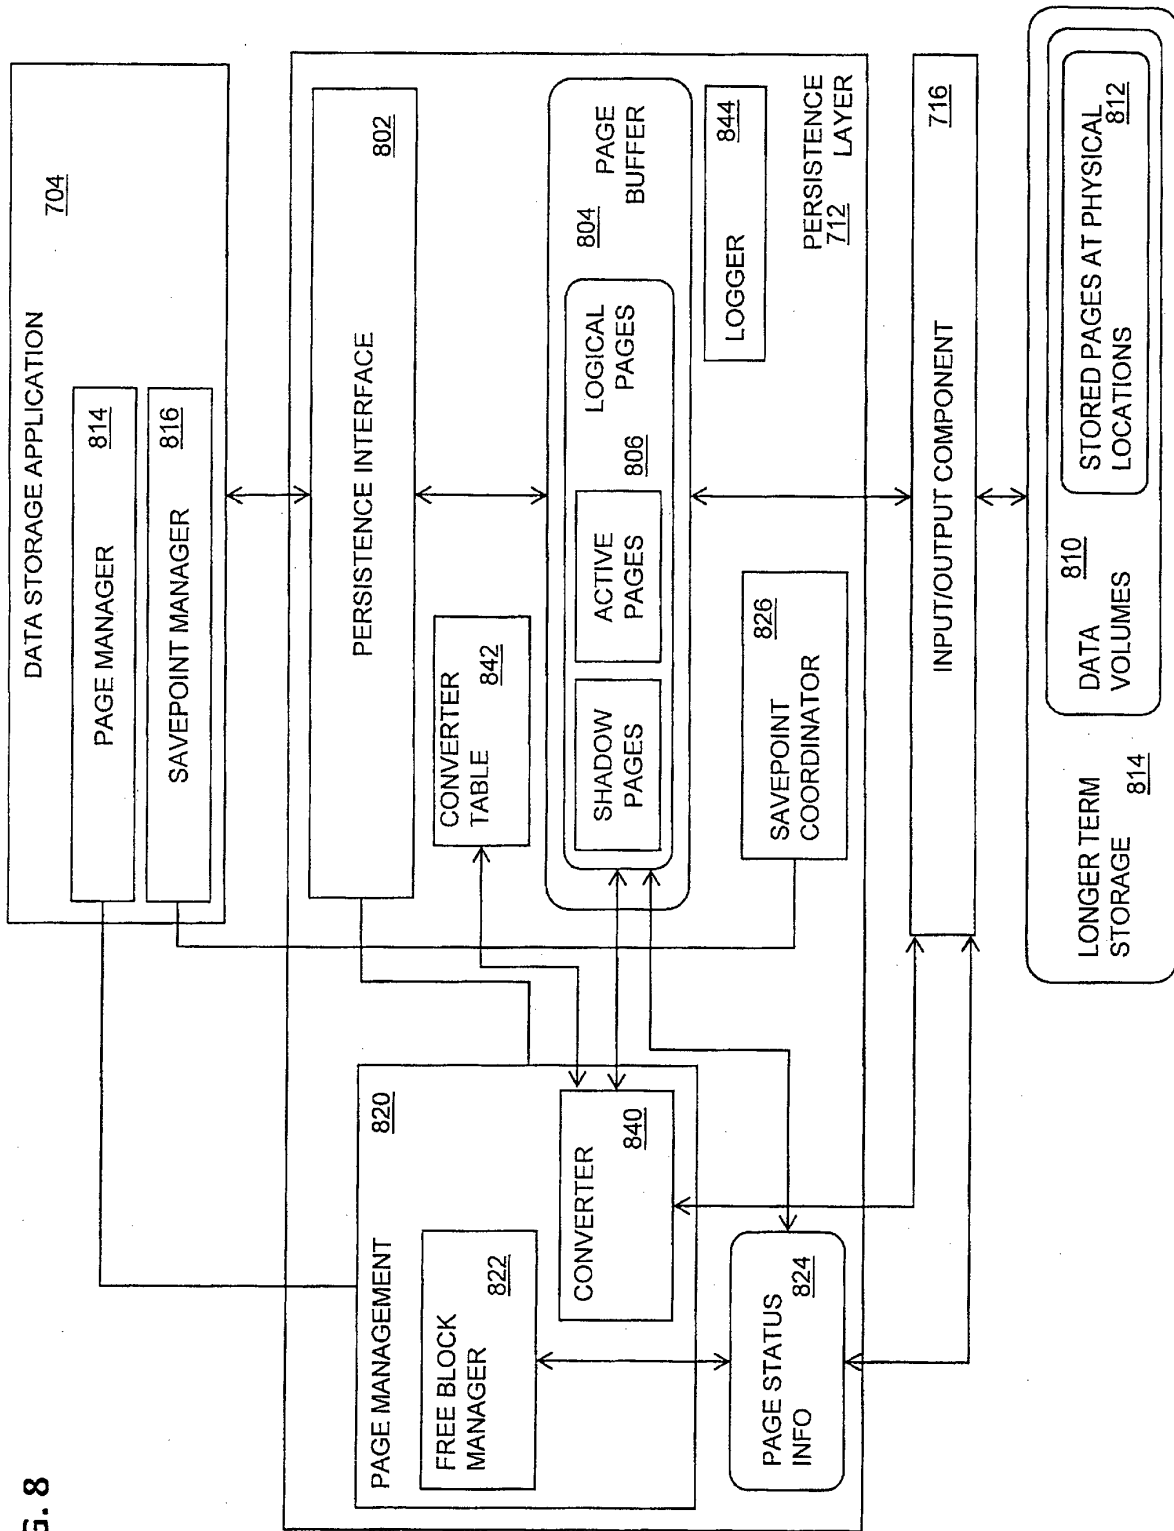 DATA STORAGE APPLICATION
704
PAGE MANAGER 814
SAVEPOINT MANAGER 816
PERSISTENCE INTERFACE 802
PAGE MANAGEMENT 820
FREE BLOCK
MANAGER 822
CONVERTER
840
CONVERTER
TABLE 842
804 PAGE
BUFFER
LOGICAL
PAGES
806
SHADOW
PAGES
ACTIVE
PAGES
PAGE STATUS
INFO 824
SAVEPOINT
COORDINATOR
826
LOGGER 844
PERSISTENCE
712 LAYER
INPUT/OUTPUT COMPONENT 716
LONGER TERM
STORAGE 814
DATA 810
VOLUMES
STORED PAGES AT PHYSICAL
LOCATIONS 812
G. 8